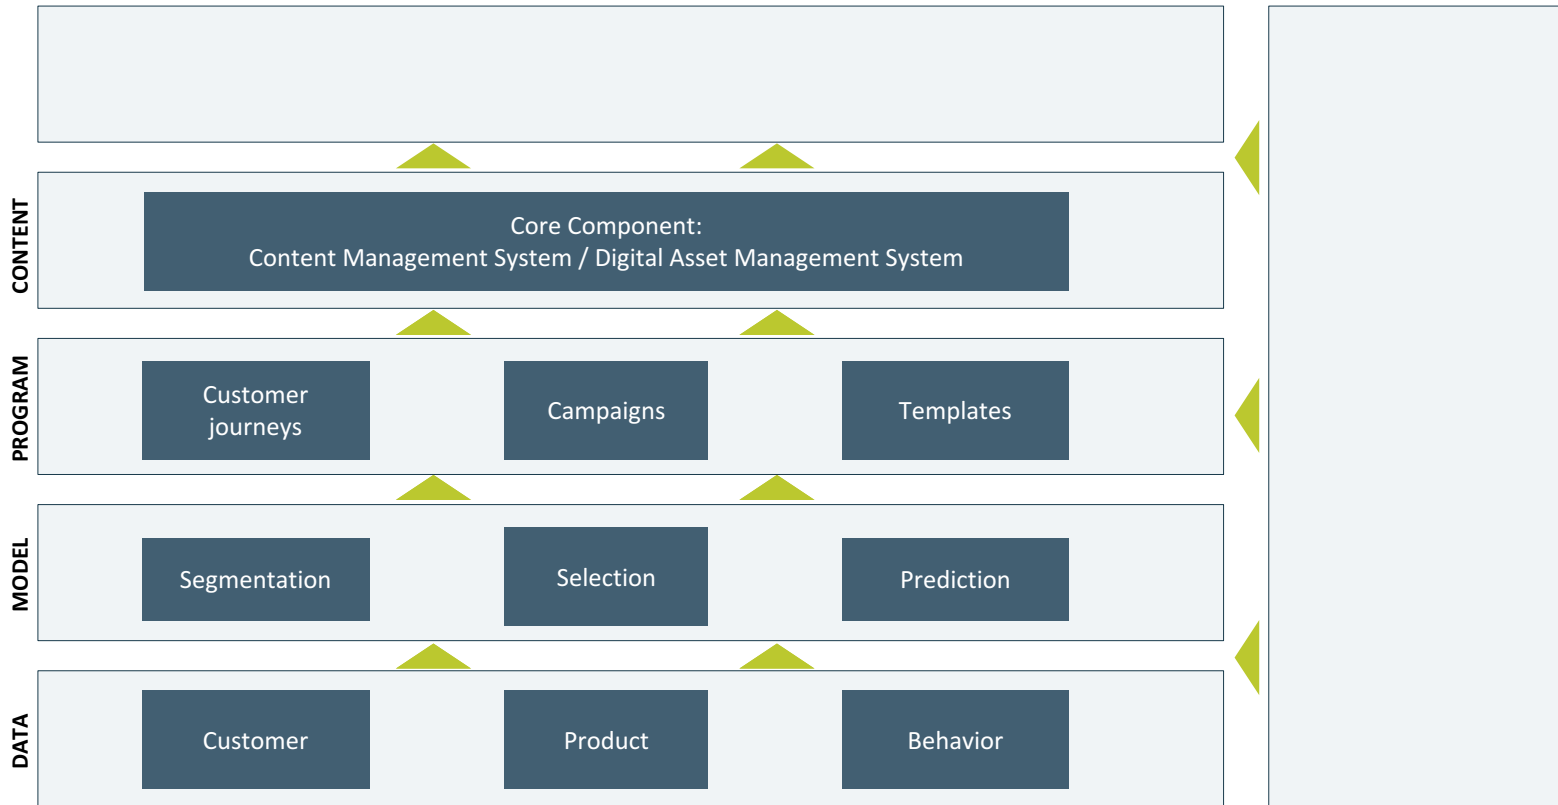 CONTENT
Core Component:
Content Management System / Digital Asset Management System
PROGRAM
Customer
journeys
Campaigns
Templates
MODEL
Segmentation
Selection
Prediction
DATA
Customer
Product
Behavior